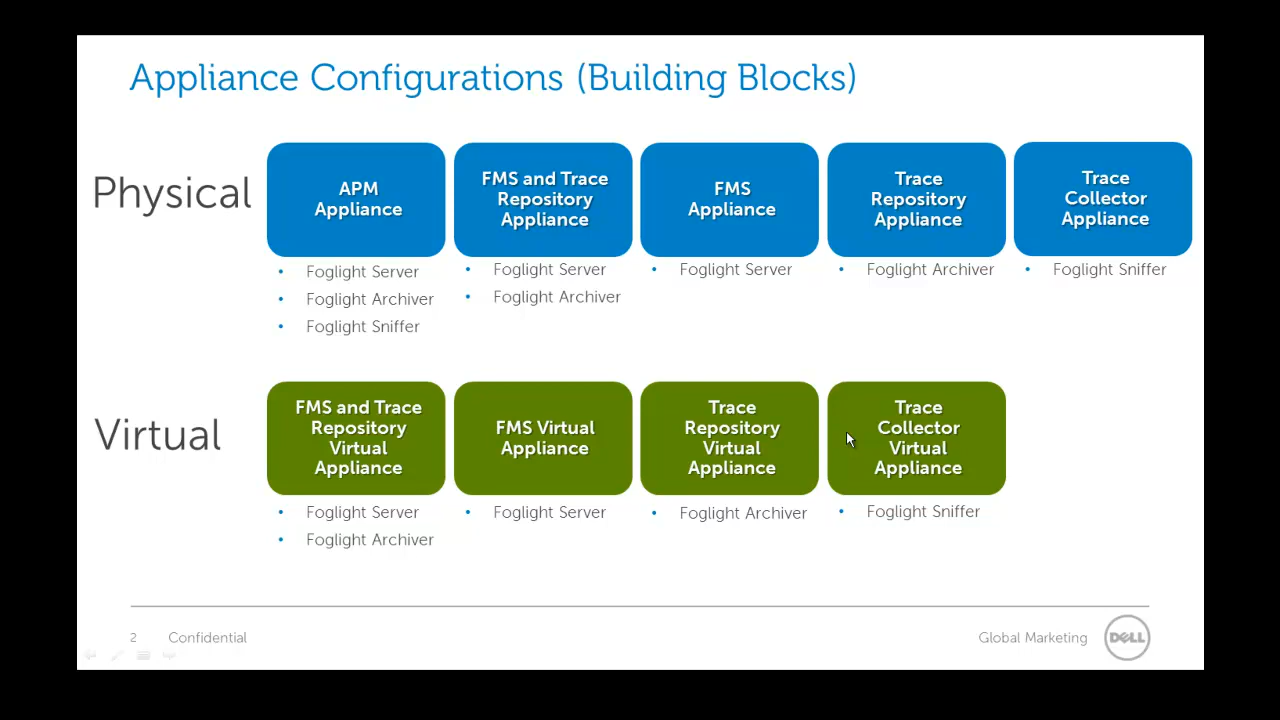 Appliance Configurations (Building Blocks)
Physical
APM
Appliance
• Foglight Server
• Foglight Archiver
• Foglight Sniffer
FMS and Trace
Repository
Appliance
• Foglight Server
• Foglight Archiver
FMS
Appliance
• Foglight Server
Trace
Repository
Appliance
• Foglight Archiver
Trace
Collector
Appliance
• Foglight Sniffer
Virtual
FMS and Trace
Repository
Virtual
Appliance
• Foglight Server
• Foglight Archiver
FMS Virtual
Appliance
• Foglight Server
Trace
Repository
Virtual
Appliance
• Foglight Archiver
Trace
Collector
Virtual
Appliance
• Foglight Sniffer
2 Confidential
Global Marketing
DELL